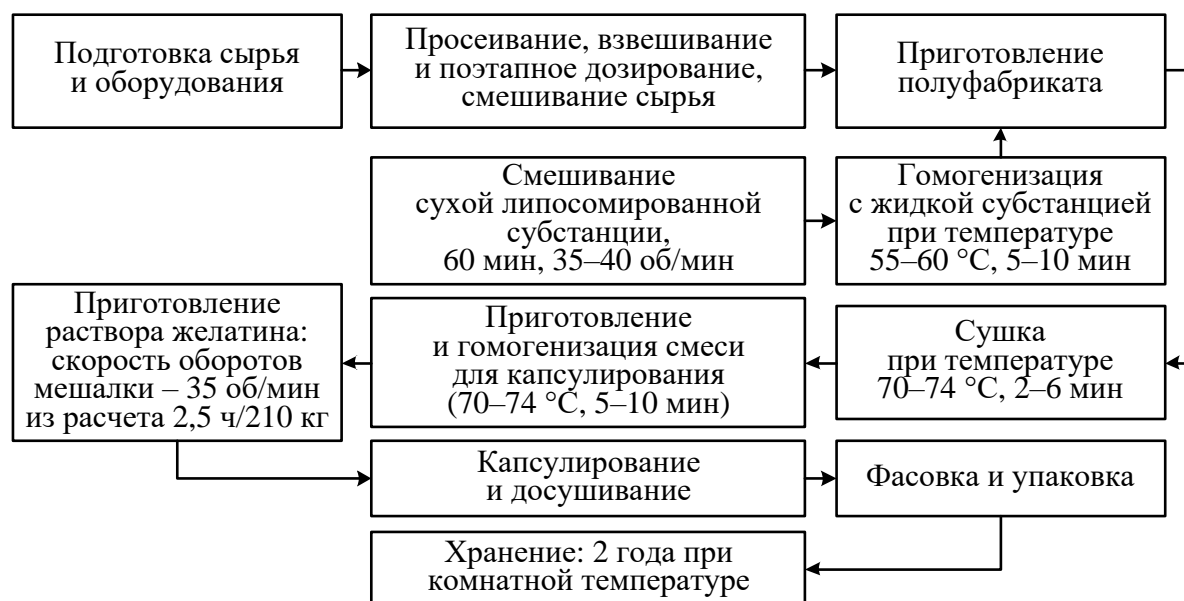 Подготовка сырья
и оборудования
Просеивание, взвешивание
и поэтапное дозирование,
смешивание сырья
Приготовление
полуфабриката
Смешивание
сухой липосомированной
субстанции,
60 мин, 35–40 об/мин
Гомогенизация
с жидкой субстанцией
при температуре
55–60 °C, 5–10 мин
Приготовление
раствора желатина:
скорость оборотов
мешалки – 35 об/мин
из расчета 2,5 ч/210 кг
Приготовление
и гомогенизация смеси
для капсулирования
(70–74 °C, 5–10 мин)
Сушка
при температуре
70–74 °C, 2–6 мин
Капсулирование
и досушивание
Фасовка и упаковка
Хранение: 2 года при
комнатной температуре